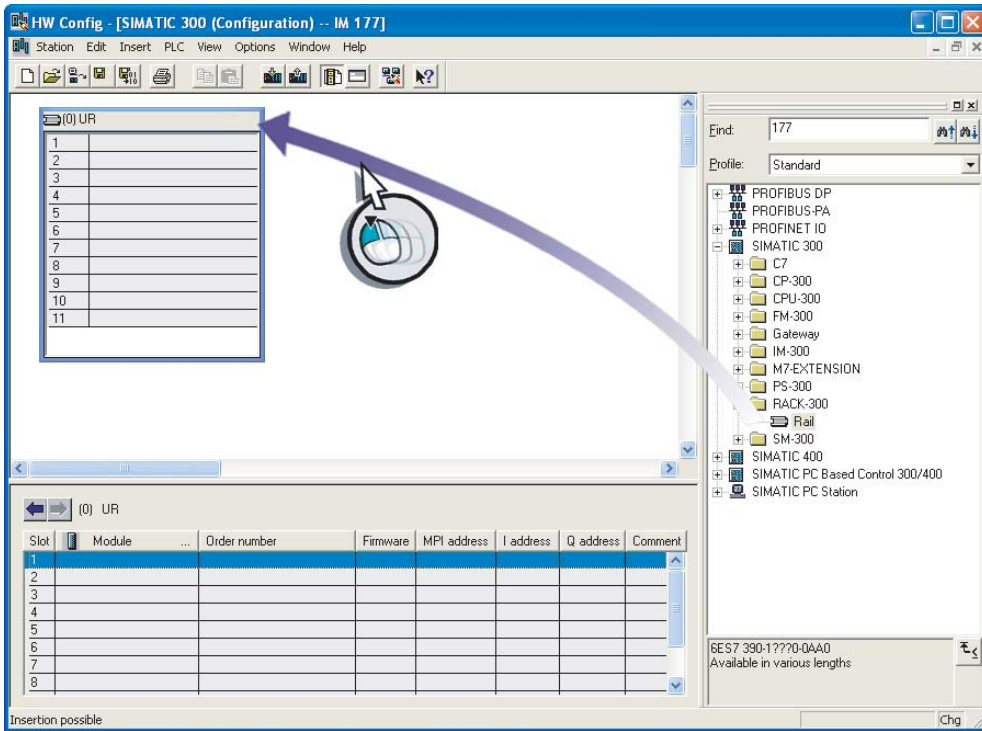 HW Config - [SIMATIC 300 (Configuration) -- IM 177]
Station Edit Insert PLC View Options Window Help
(0) UR
1
2
3
4
5
6
7
8
9
10
11
Find: 177
Profile: Standard
PROFIBUS DP
PROFIBUS-PA
PROFINET IO
SIMATIC 300
C7
CP-300
CPU-300
FM-300
Gateway
IM-300
M7-EXTENSION
PS-300
RACK-300
Rail
SM-300
SIMATIC 400
SIMATIC PC Based Control 300/400
SIMATIC PC Station
(0) UR
Slot Module ... Order number Firmware MPI address I address Q address Comment
1
2
3
4
5
6
7
8
6ES7 390-1???0-0AA0
Available in various lengths
Insertion possible Chg